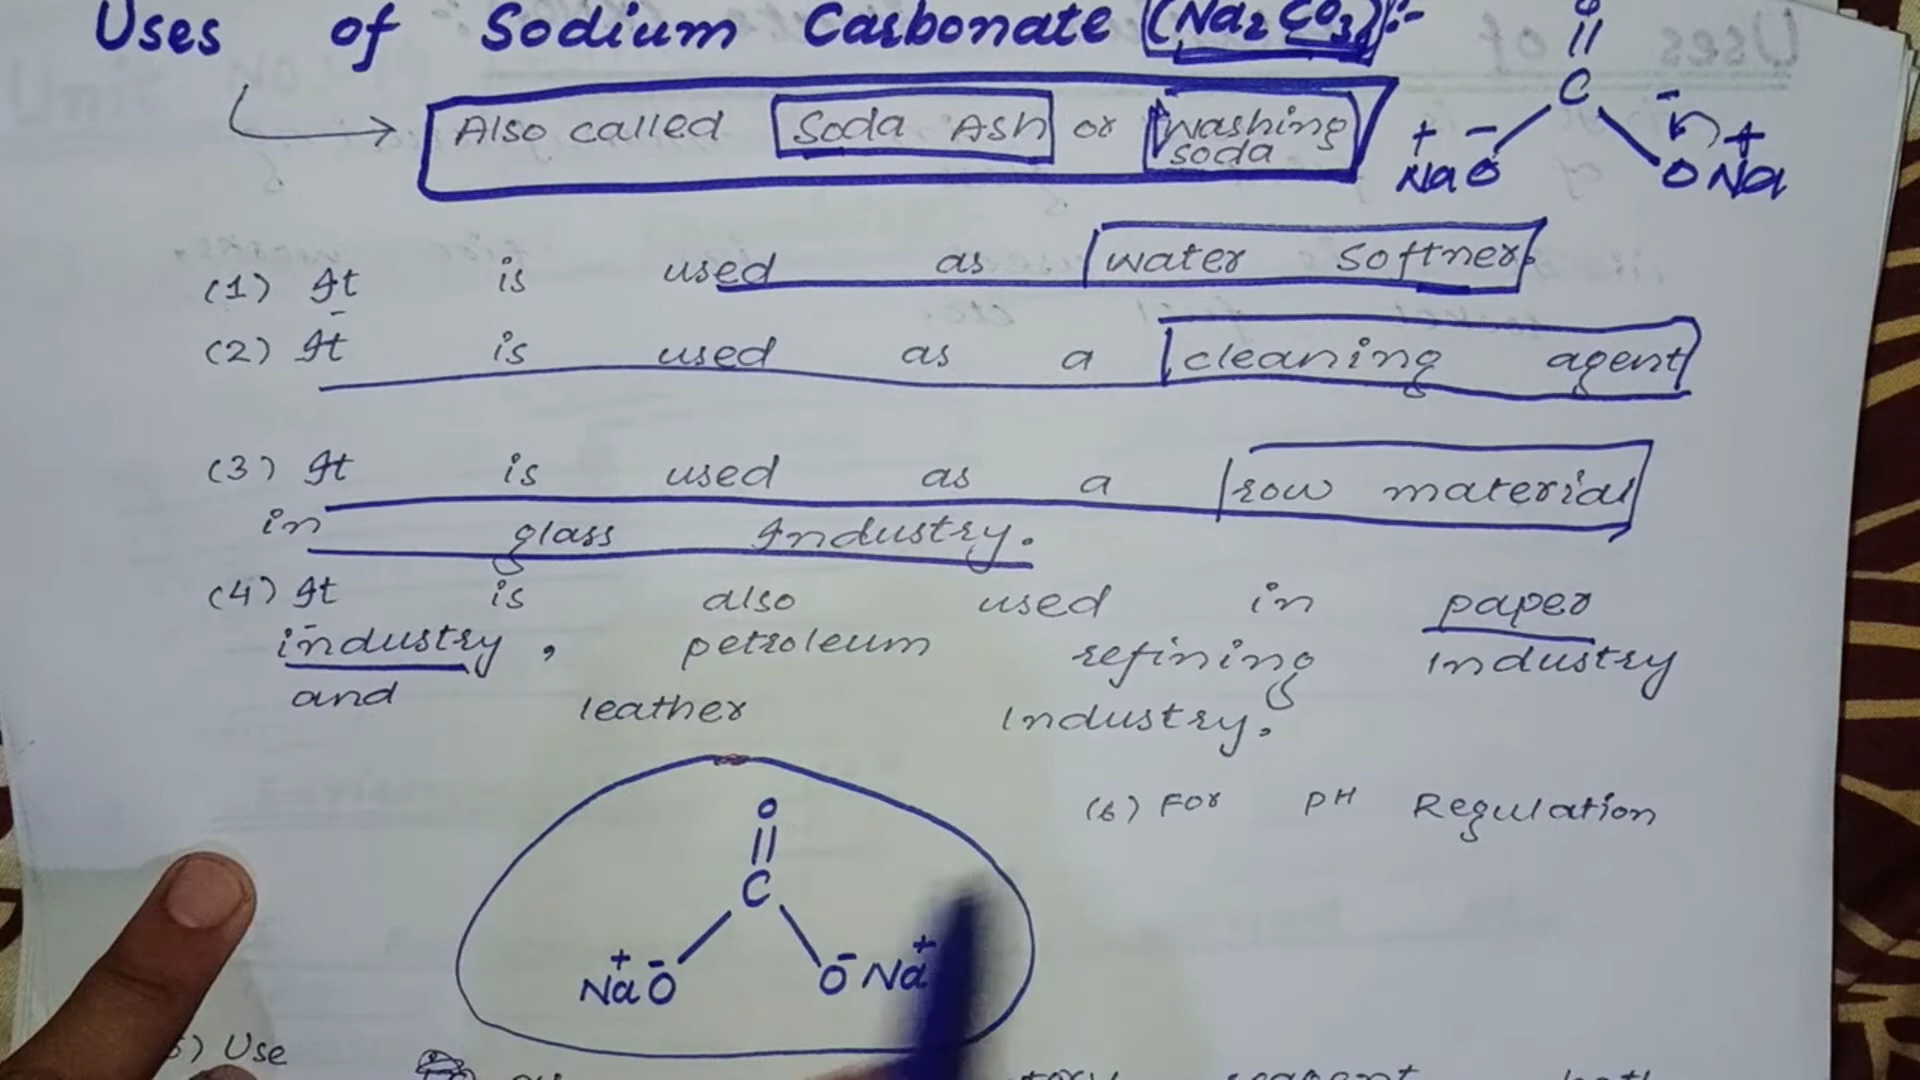 Uses of Sodium Carbonate (Na2CO3):-
Also called Soda Ash or washing soda
O
C
+ - - +
NaO ONa
(1) It is used as water softner.
(2) It is used as a cleaning agent
(3) It is used as a row material
in glass Industry.
(4) It is also used in paper
industry, petroleum refining Industry
and leather Industry.
O
C
Na+ O- O- Na+
(6) For PH Regulation
) Use
reagent